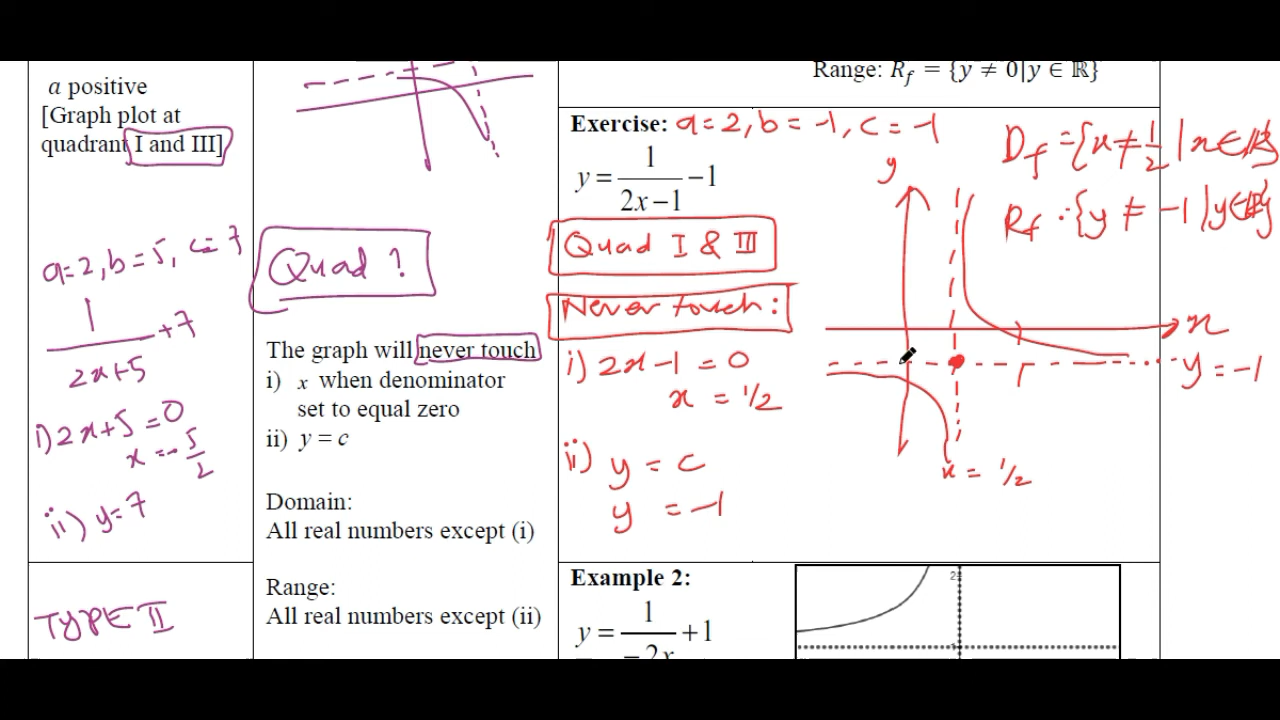 a positive
[Graph plot at
quadrant I and III]
a=2, b=5, c=7
1
2x+5
+7
i) 2x+5=0
x=-5/2
ii) y=7
TYPE II
Quad ?
The graph will never touch
i) x when denominator
set to equal zero
ii) y = c
Domain:
All real numbers except (i)
Range:
All real numbers except (ii)
Range: R_f = {y ≠ 0|y ∈ ℝ}
Exercise: a=2, b=-1, c=-1
y = 1/(2x−1) −1
Quad I & III
Never touch:
i) 2x-1=0
x = 1/2
ii) y = c
y = -1
D_f = {x≠1/2 | x∈ℝ}
R_f : {y ≠ -1 | y∈ℝ}
y
x
y = -1
x = 1/2
Example 2:
y = 1/(−2x) +1
2